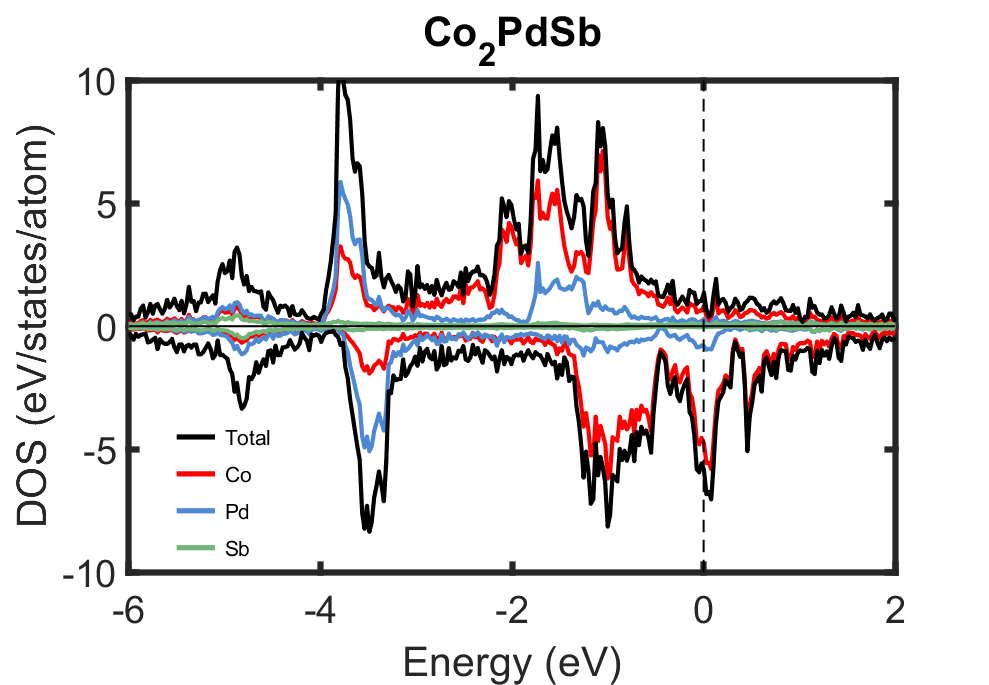 Co₂PdSb
DOS (eV/states/atom)
10
5
0
-5
-10
Total
Co
Pd
Sb
-6 -4 -2 0 2
Energy (eV)